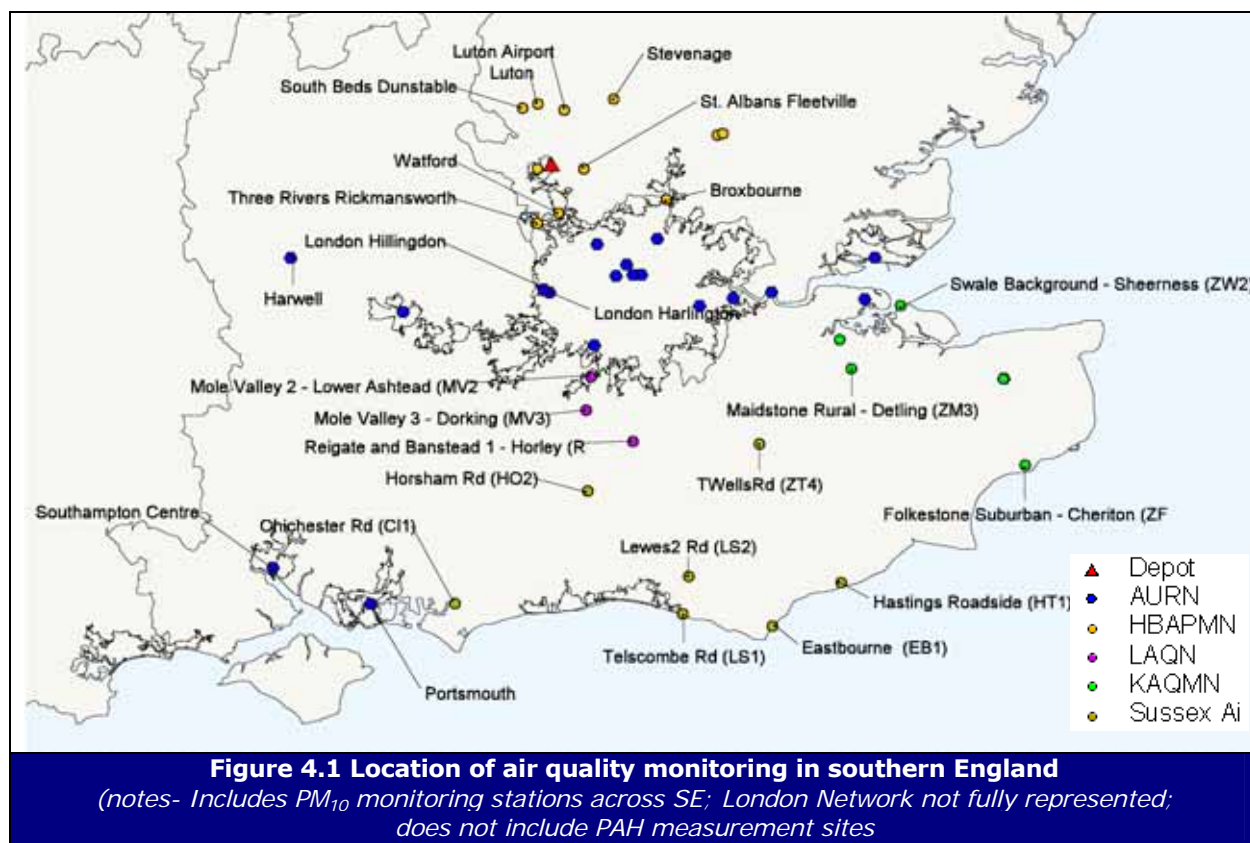 Luton Airport
Stevenage
Luton
South Beds Dunstable
St. Albans Fleetville
Watford
Three Rivers Rickmansworth
Broxbourne
London Hillingdon
Harwell
Swale Background - Sheerness (ZW2)
London Harlington
Mole Valley 2 - Lower Ashtead (MV2
Mole Valley 3 - Dorking (MV3)
Maidstone Rural - Detling (ZM3)
Reigate and Banstead 1 - Horley (R
Horsham Rd (HO2)
TWellsRd (ZT4)
Southampton Centre
Chichester Rd (CI1)
Folkestone Suburban - Cheriton (ZF
Lewes2 Rd (LS2)
Hastings Roadside (HT1)
Telscombe Rd (LS1)
Eastbourne (EB1)
Portsmouth
Depot
AURN
HBAPMN
LAQN
KAQMN
Sussex Ai
Figure 4.1 Location of air quality monitoring in southern England
(notes- Includes PM10 monitoring stations across SE; London Network not fully represented;
does not include PAH measurement sites